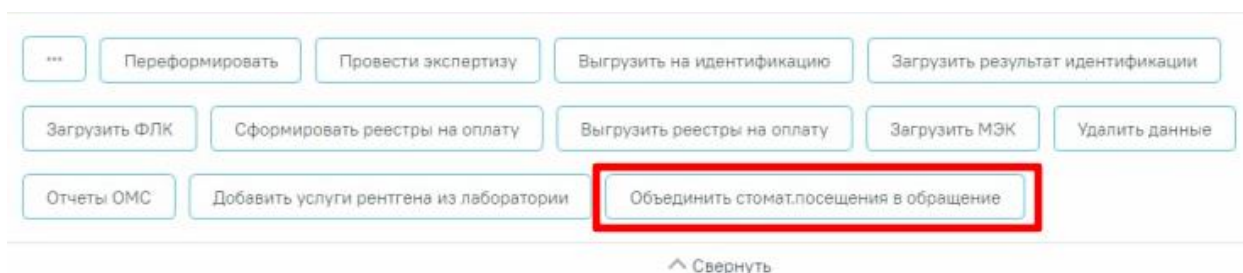 ... Переформировать Провести экспертизу Выгрузить на идентификацию Загрузить результат идентификации
Загрузить ФЛК Сформировать реестры на оплату Выгрузить реестры на оплату Загрузить МЭК Удалить данные
Отчеты ОМС Добавить услуги рентгена из лаборатории Объединить стомат.посещения в обращение
Свернуть